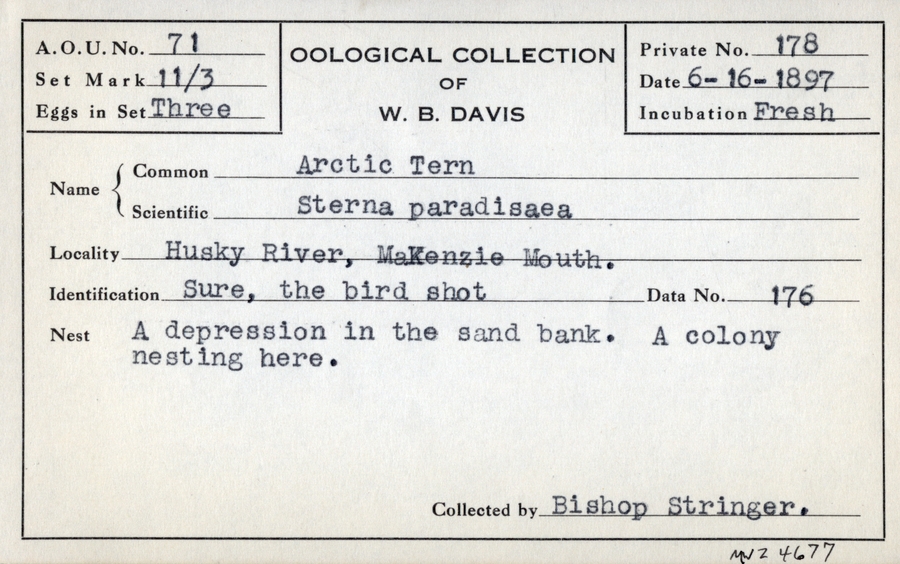 A.O.U. No. 71
Set Mark 11/3
Eggs in Set Three
OOLOGICAL COLLECTION
OF
W. B. DAVIS
Private No. 178
Date 6-16-1897
Incubation Fresh
Name { Common Arctic Tern
Scientific Sterna paradisaea
Locality Husky River, MaKenzie Mouth.
Identification Sure, the bird shot Data No. 176
Nest A depression in the sand bank. A colony
nesting here.
Collected by Bishop Stringer.
MVZ 4677